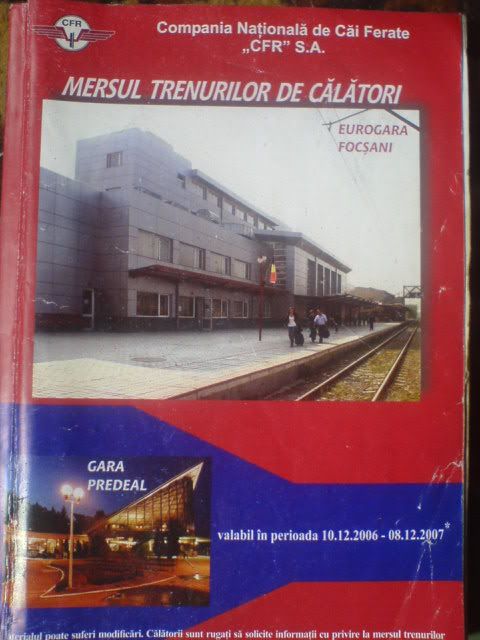 CFR
Compania Națională de Căi Ferate
„CFR” S.A.
MERSUL TRENURILOR DE CĂLĂTORI
EUROGARA
FOCȘANI
GARA
PREDEAL
valabil în perioada 10.12.2006 - 08.12.2007*
poate suferi modificări. Călătorii sunt rugați să solicite informații cu privire la mersul trenurilor